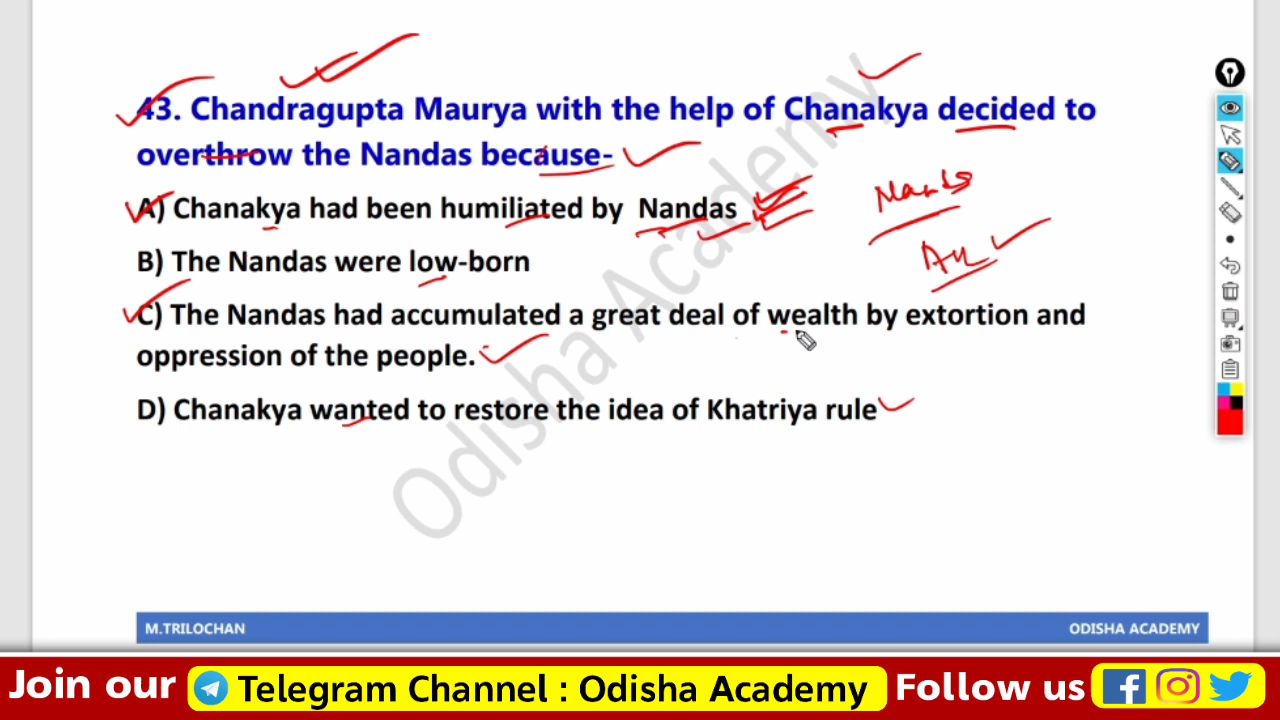 43. Chandragupta Maurya with the help of Chanakya decided to
overthrow the Nandas because-
A) Chanakya had been humiliated by Nandas
Nanda
B) The Nandas were low-born
C) The Nandas had accumulated a great deal of wealth by extortion and
oppression of the people.
D) Chanakya wanted to restore the idea of Khatriya rule
Odisha Academy
M.TRILOCHAN
ODISHA ACADEMY
Join our Telegram Channel : Odisha Academy Follow us